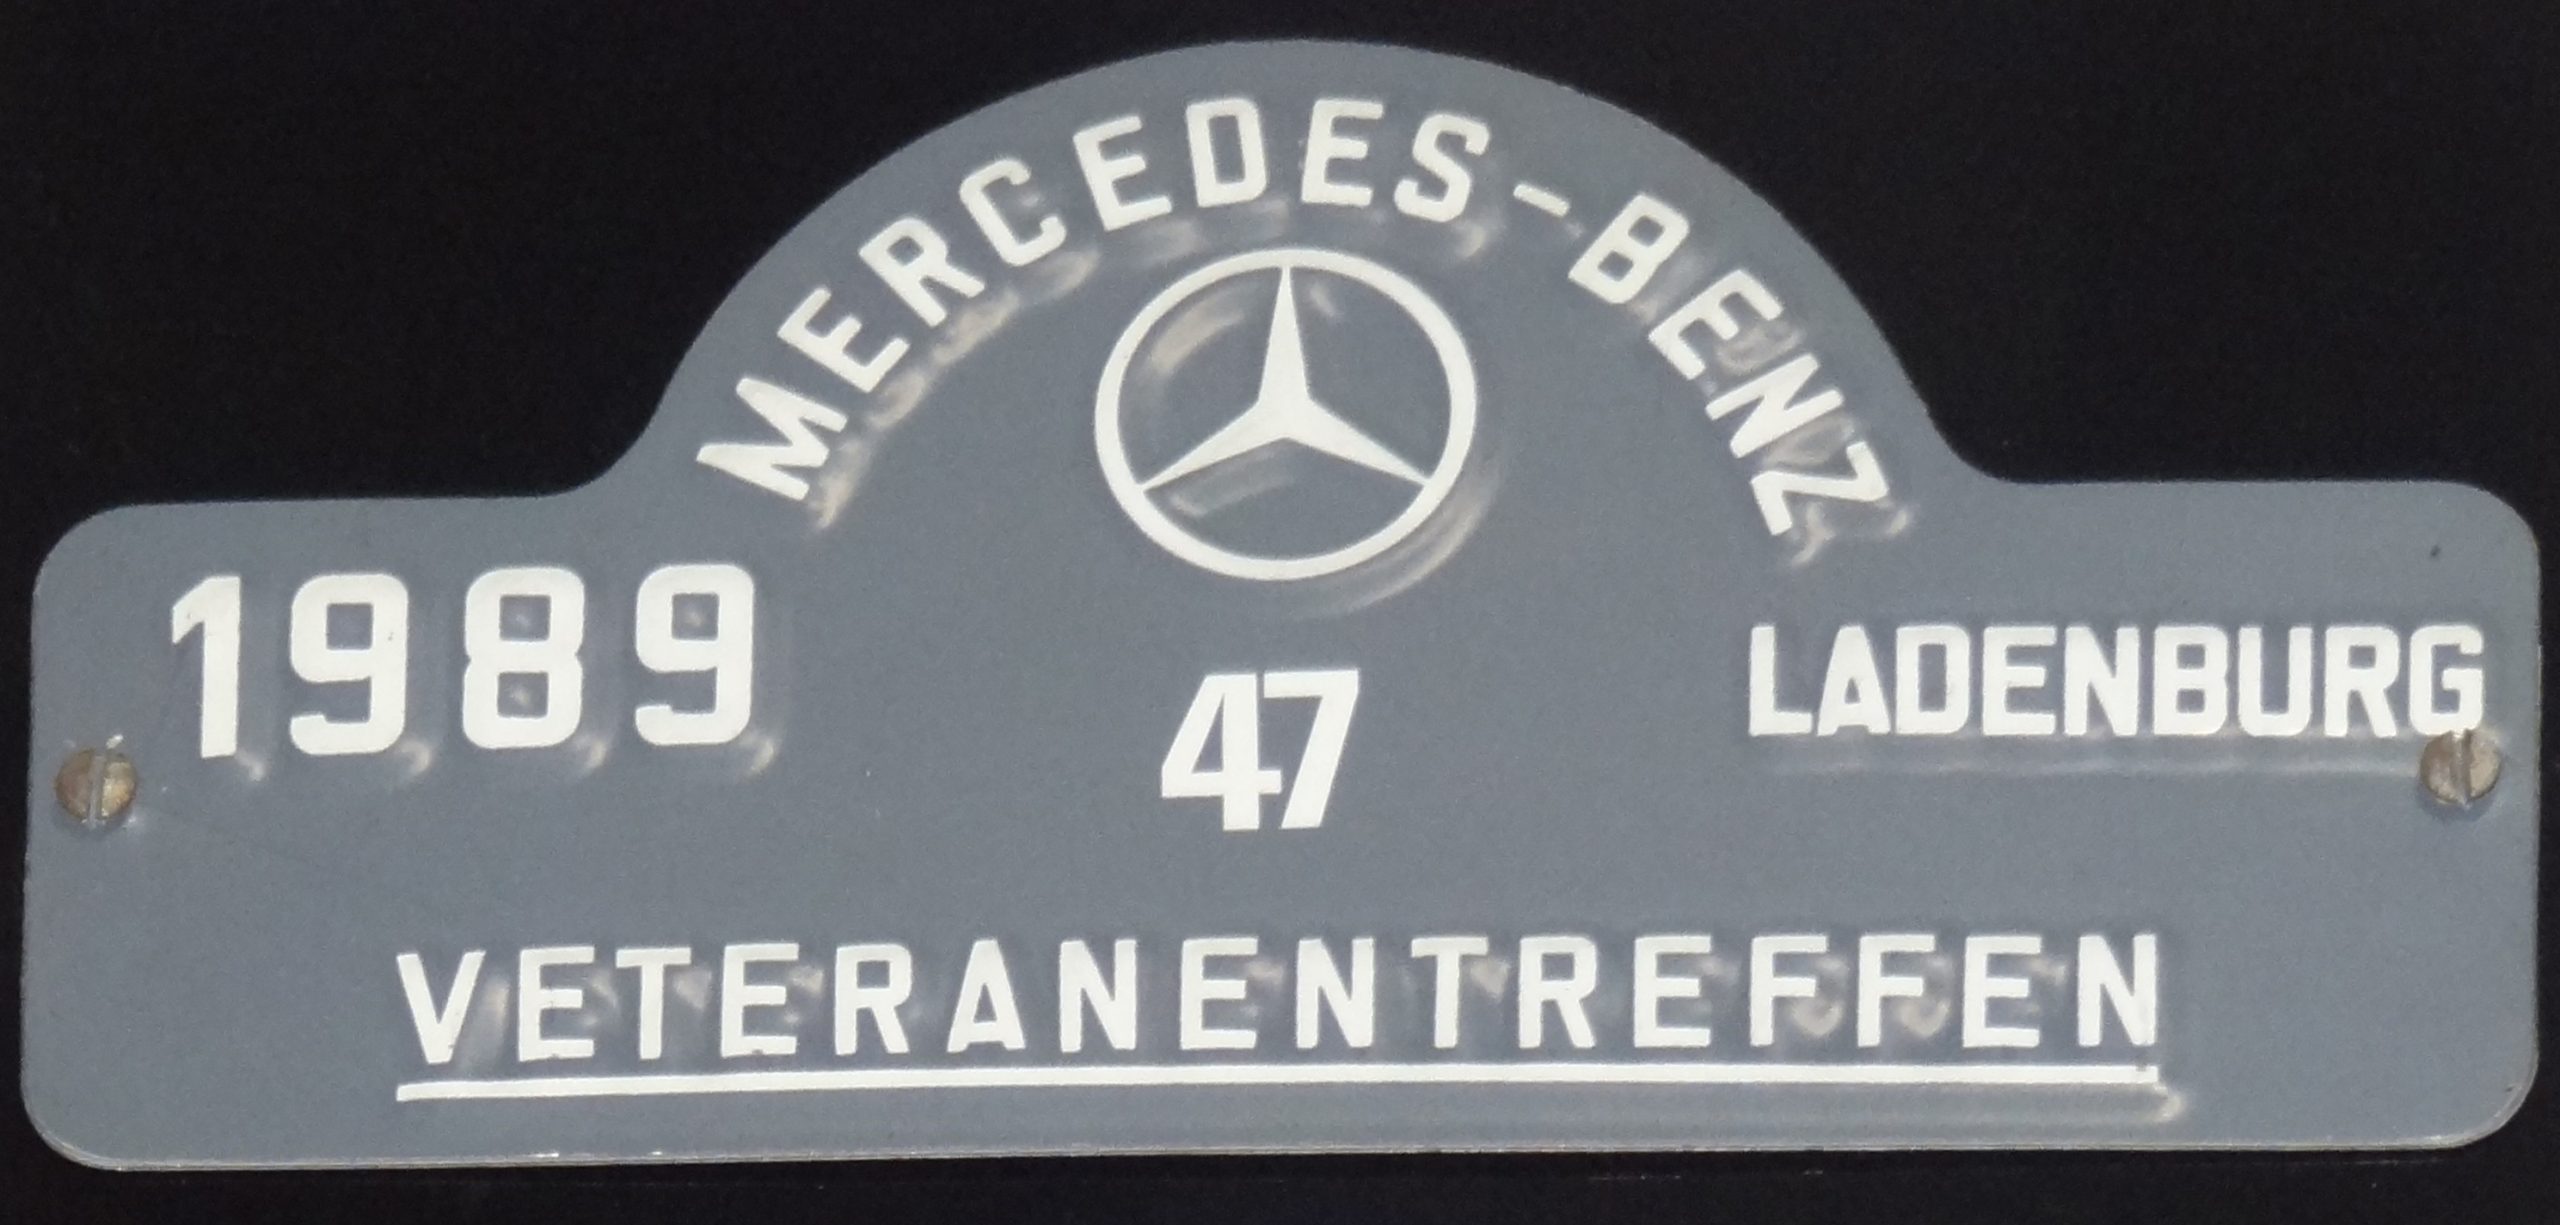 MERCEDES-BENZ
1989
47
LADENBURG
VETERANENTREFFEN